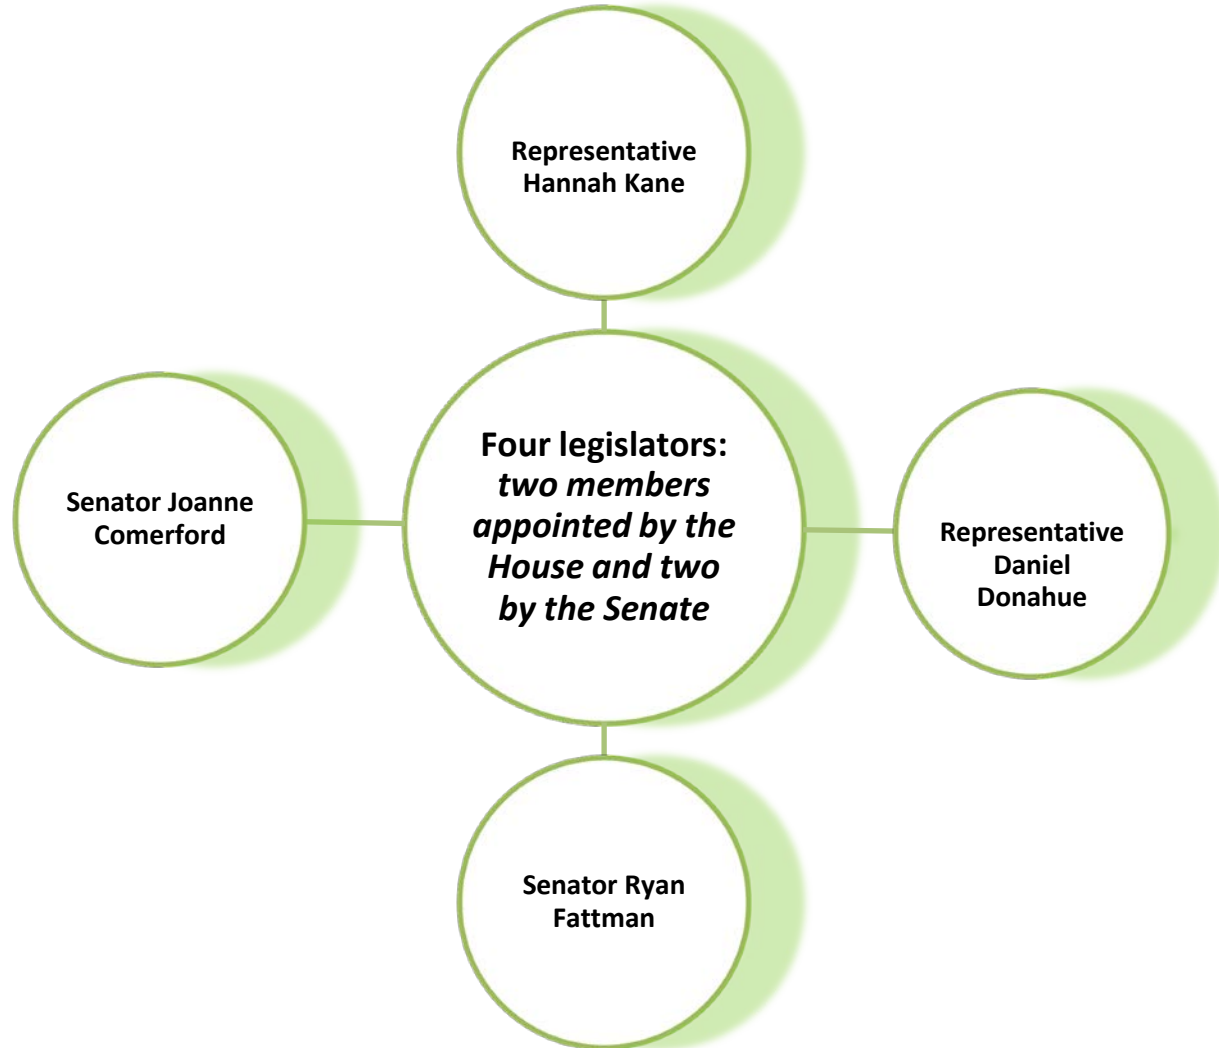 Representative
Hannah Kane
Four legislators:
two members
appointed by the
House and two
by the Senate
Senator Joanne
Comerford
Representative
Daniel
Donahue
Senator Ryan
Fattman